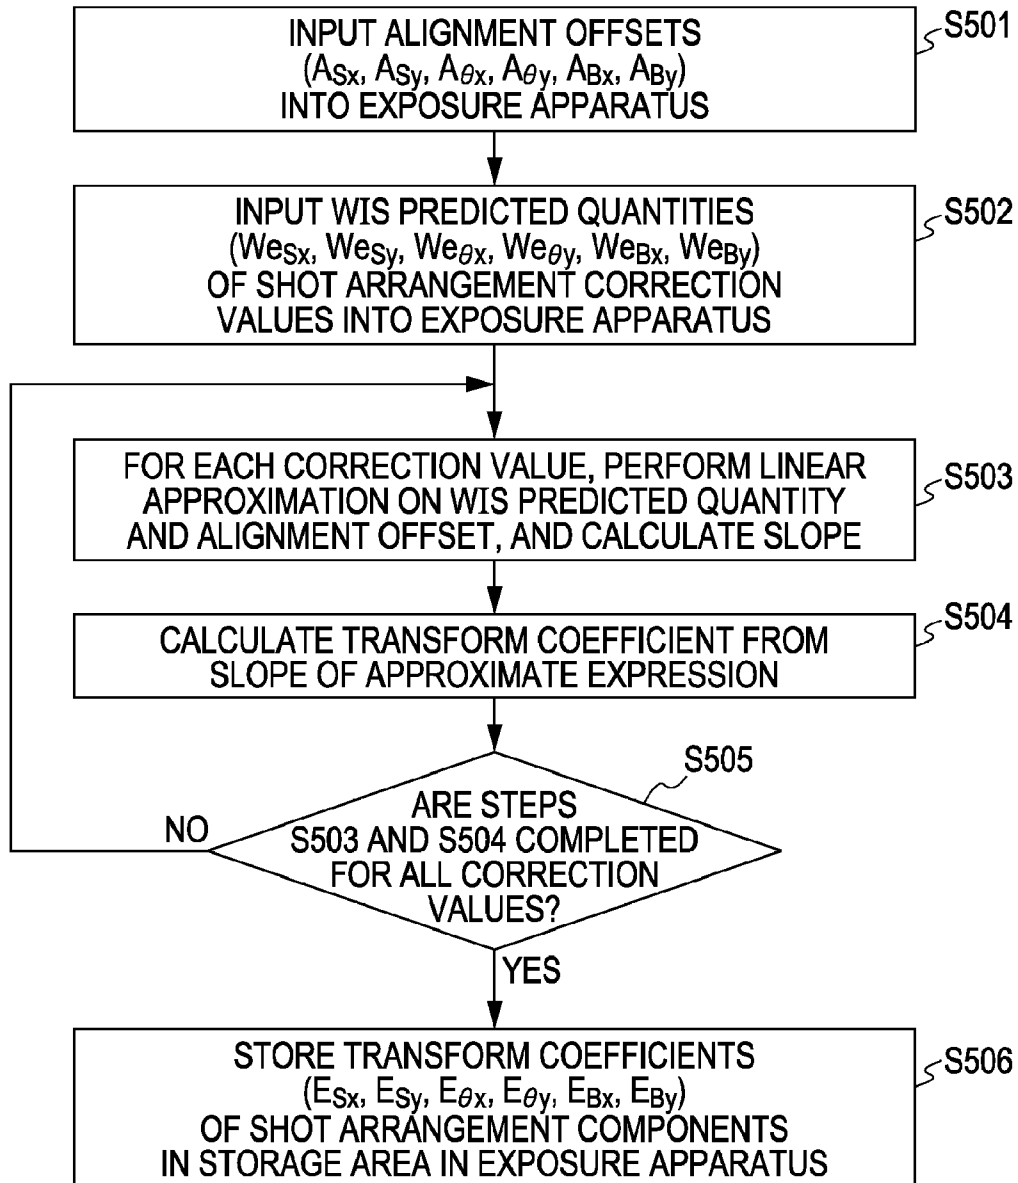 INPUT ALIGNMENT OFFSETS
(ASx, ASy, Aθx, Aθy, ABx, ABy)
INTO EXPOSURE APPARATUS
S501
INPUT WIS PREDICTED QUANTITIES
(WeSx, WeSy, Weθx, Weθy, WeBx, WeBy)
OF SHOT ARRANGEMENT CORRECTION
VALUES INTO EXPOSURE APPARATUS
S502
FOR EACH CORRECTION VALUE, PERFORM LINEAR
APPROXIMATION ON WIS PREDICTED QUANTITY
AND ALIGNMENT OFFSET, AND CALCULATE SLOPE
S503
CALCULATE TRANSFORM COEFFICIENT FROM
SLOPE OF APPROXIMATE EXPRESSION
S504
S505
ARE STEPS
S503 AND S504 COMPLETED
FOR ALL CORRECTION
VALUES?
NO
YES
STORE TRANSFORM COEFFICIENTS
(ESx, ESy, Eθx, Eθy, EBx, EBy)
OF SHOT ARRANGEMENT COMPONENTS
IN STORAGE AREA IN EXPOSURE APPARATUS
S506